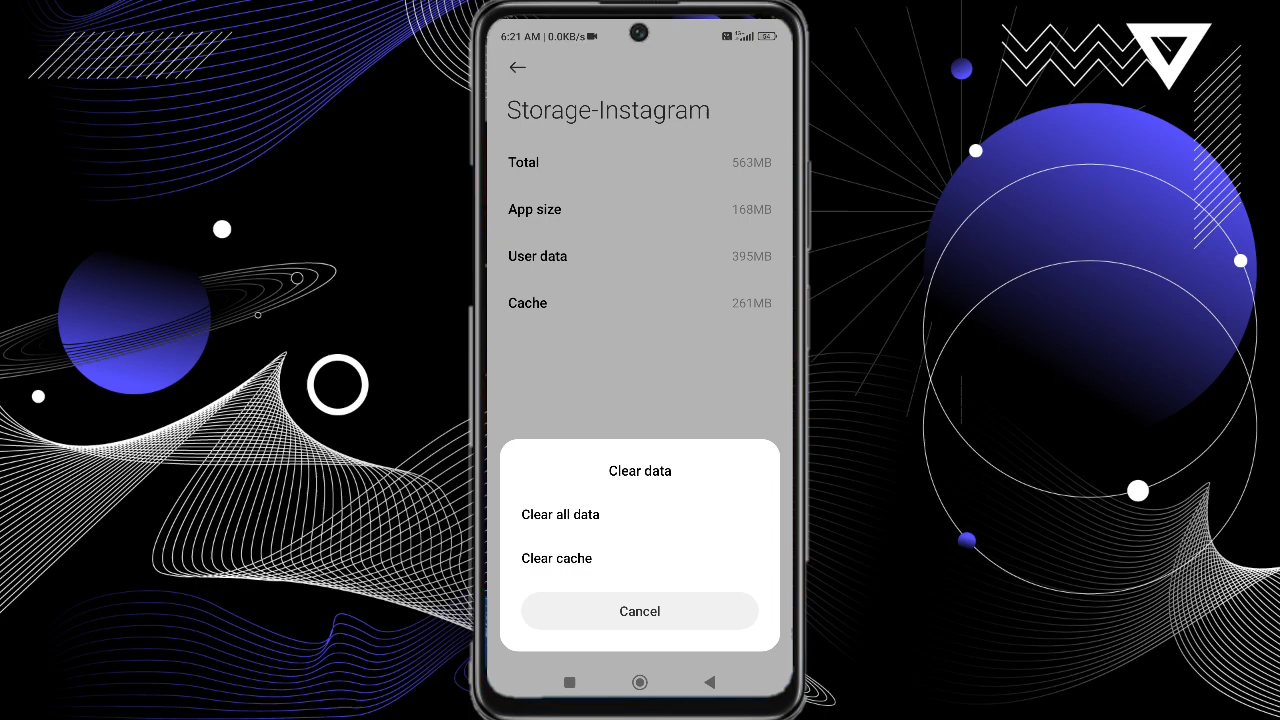 6:21 AM | 0.0KB/s
Storage-Instagram
Total 563MB
App size 168MB
User data 395MB
Cache 261MB
Clear data
Clear all data
Clear cache
Cancel